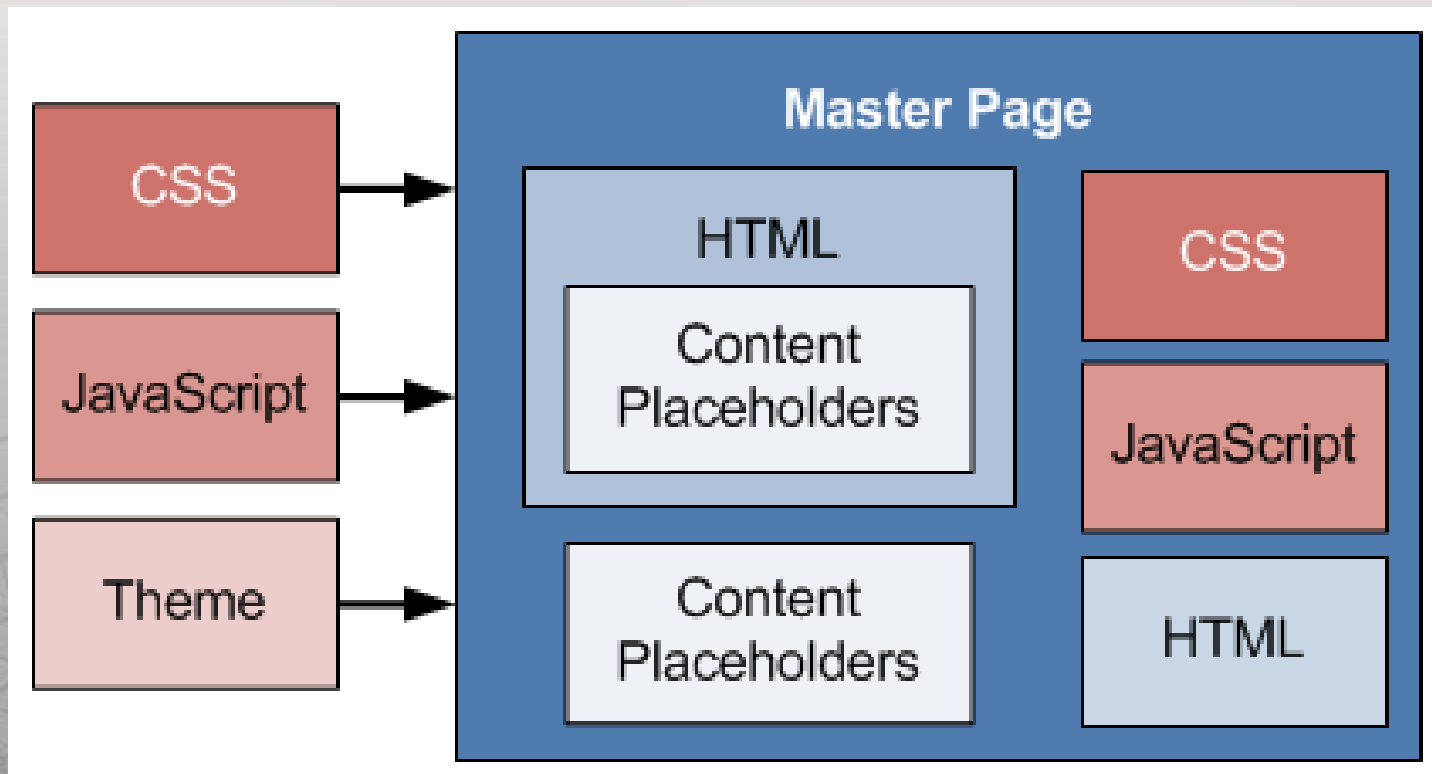 Master Page
CSS
JavaScript
Theme
HTML
Content
Placeholders
Content
Placeholders
CSS
JavaScript
HTML